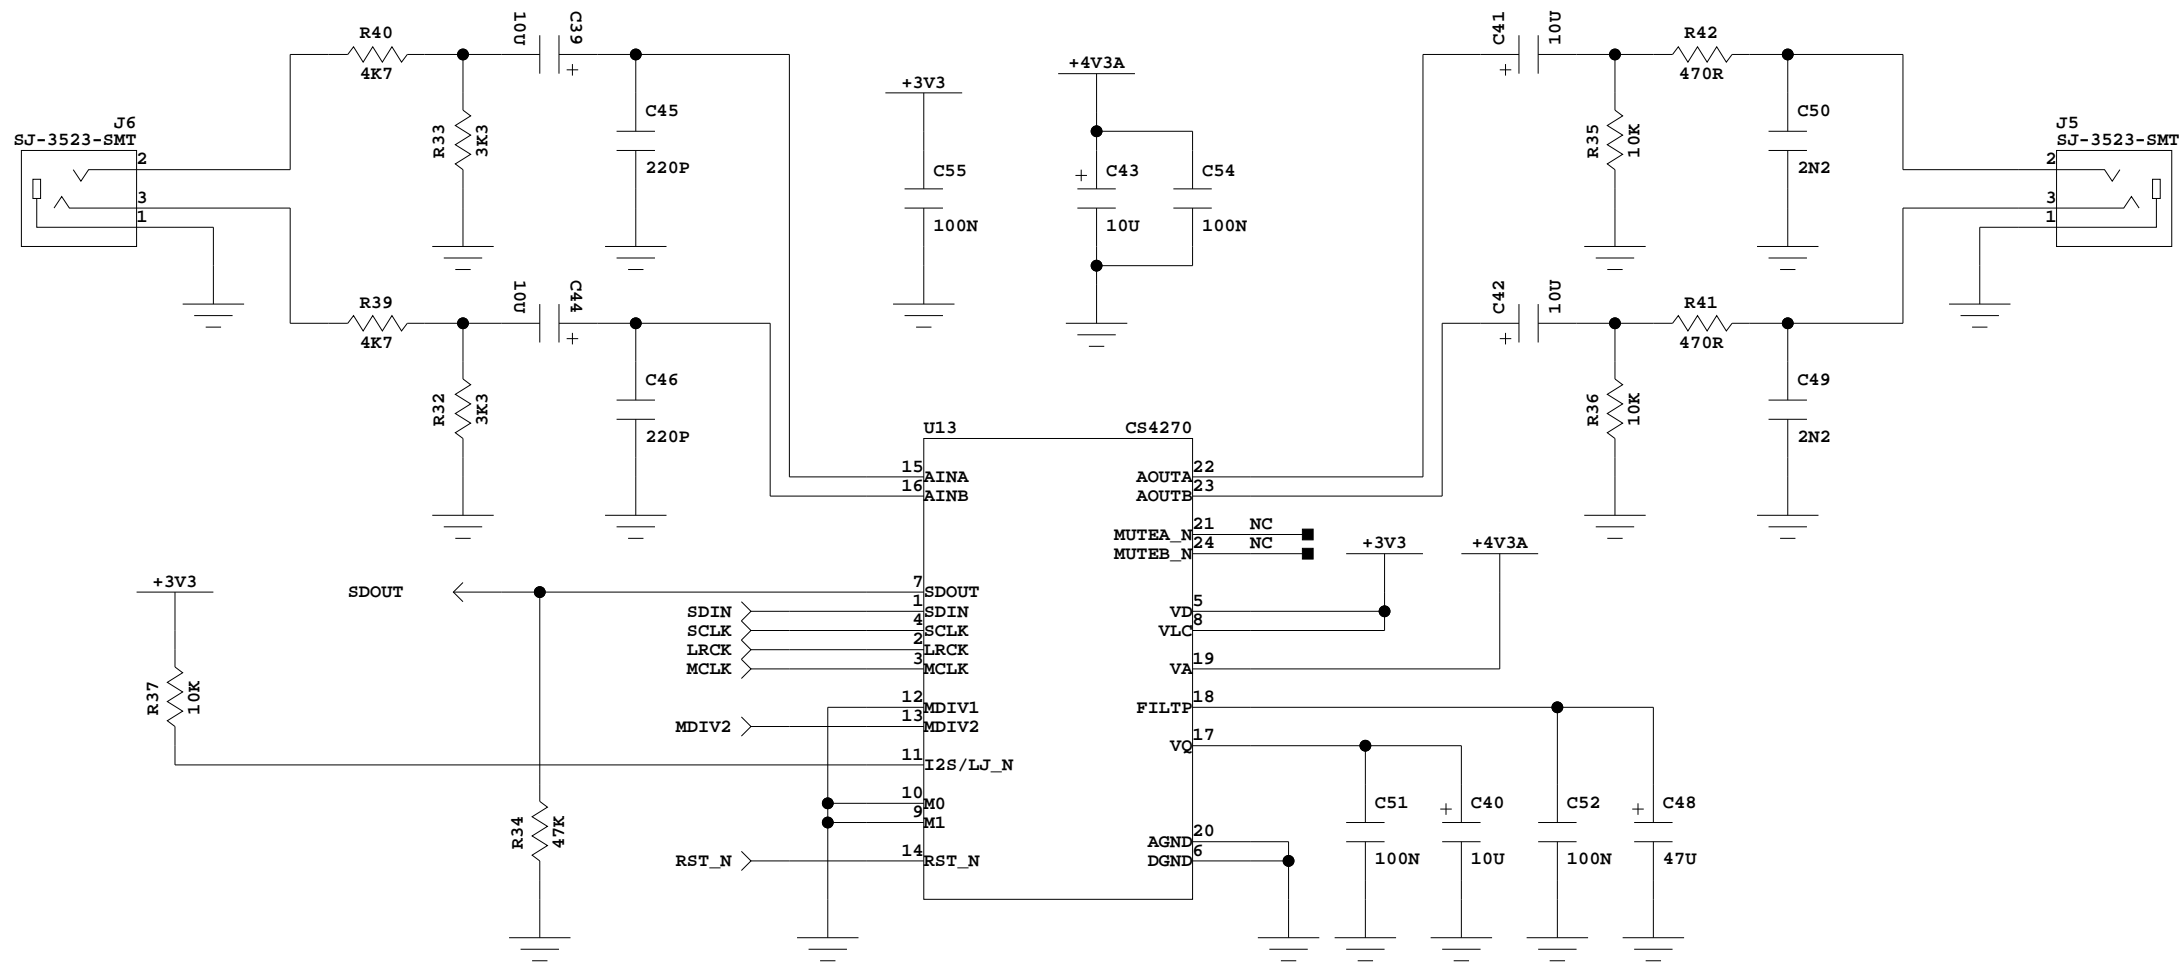 R40
4K7
10U
C39
R33
3K3
C45
220P
J6
SJ-3523-SMT
2
3
1
R39
4K7
10U
C44
R32
3K3
C46
220P
+3V3
C55
100N
+4V3A
C43
10U
C54
100N
C41
10U
R42
470R
R35
10K
C50
2N2
J5
SJ-3523-SMT
2
3
1
C42
10U
R41
470R
R36
10K
C49
2N2
U13
CS4270
15
AINA
16
AINB
22
AOUTA
23
AOUTB
21
NC
MUTEA_N
24
NC
MUTEB_N
+3V3
+4V3A
+3V3
R37
10K
SDOUT
7
SDOUT
SDIN
1
SDIN
SCLK
4
SCLK
LRCK
2
LRCK
MCLK
3
MCLK
12
MDIV1
MDIV2
13
MDIV2
11
I2S/LJ_N
10
M0
9
M1
RST_N
14
RST_N
R34
47K
VD
5
VLC
8
VA
19
FILTP
18
VQ
17
AGND
20
DGND
6
C51
100N
C40
10U
C52
100N
C48
47U
+
+
+
+
+
+
+